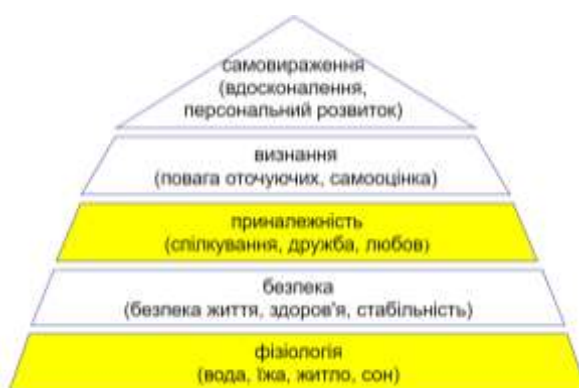 самовираження
(вдосконалення,
персональний розвиток)
визнання
(повага оточуючих, самооцінка)
приналежність
(спілкування, дружба, любов)
безпека
(безпека життя, здоров'я, стабільність)
фізіологія
(вода, їжа, житло, сон)